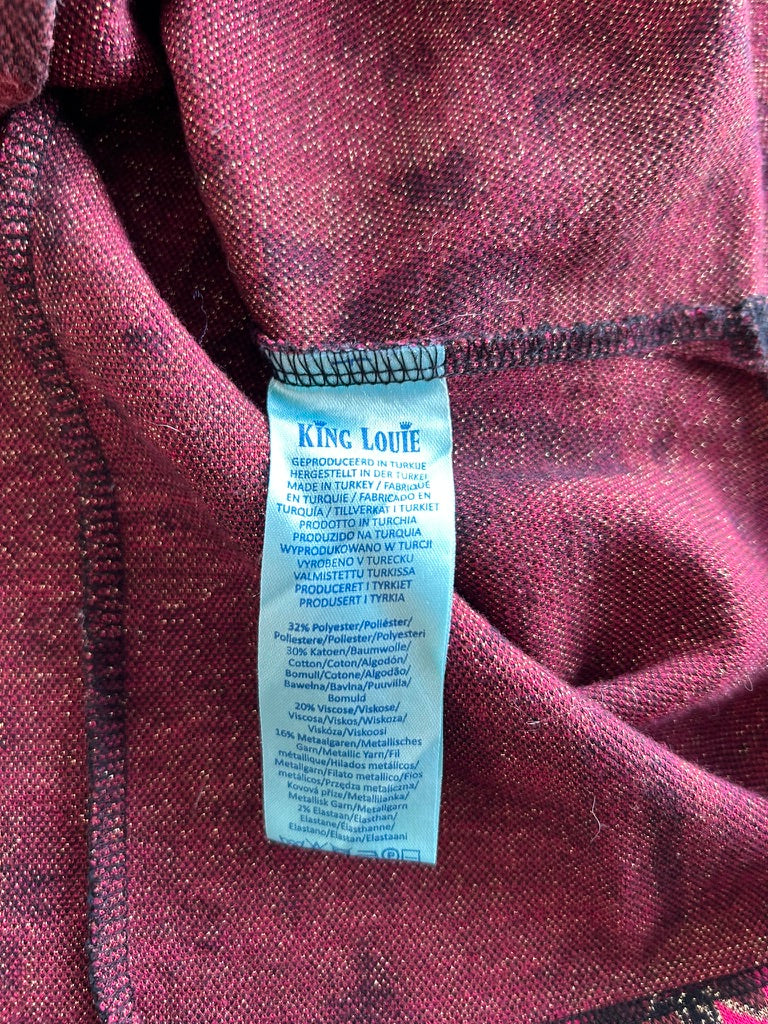 KING LOUIE
GEPRODUCEERD IN TURKIJE
HERGESTELLT IN DER TURKEI
MADE IN TURKEY / FABRIQUÉ
EN TURQUIE / FABRICADO EN
TURQUÍA / TILLVERKAT I TURKIET
PRODOTTO IN TURCHIA
PRODUZIDO NA TURQUIA
WYPRODUKOWANO W TURCJI
VYROBENO V TURECKU
VALMISTETTU TURKISSA
PRODUCERET I TYRKIET
PRODUSERT I TYRKIA
32% Polyester/Poliéster/
Poliestere/Poliester/Polyesteri
30% Katoen/Baumwolle/
Cotton/Coton/Algodón/
Bomull/Cotone/Algodão/
Bawełna/Bavlna/Puuvilla/
Bomuld
20% Viscose/Viskose/
Viscosa/Viskos/Wiskoza/
Viskóza/Viskoosi
16% Metaalgaren/Metallisches
Garn/Metallic Yarn/Fil
métallique/Hilados metálicos/
Metallgarn/Filato metallico/Fios
metálicos/Przędza metaliczna/
Kovová příze/Metallilanka/
Metallisk Garn/Metallgarn
2% Elastaan/Elasthan/
Elastane/Élasthanne/
Elastano/Elastan/Elastaani